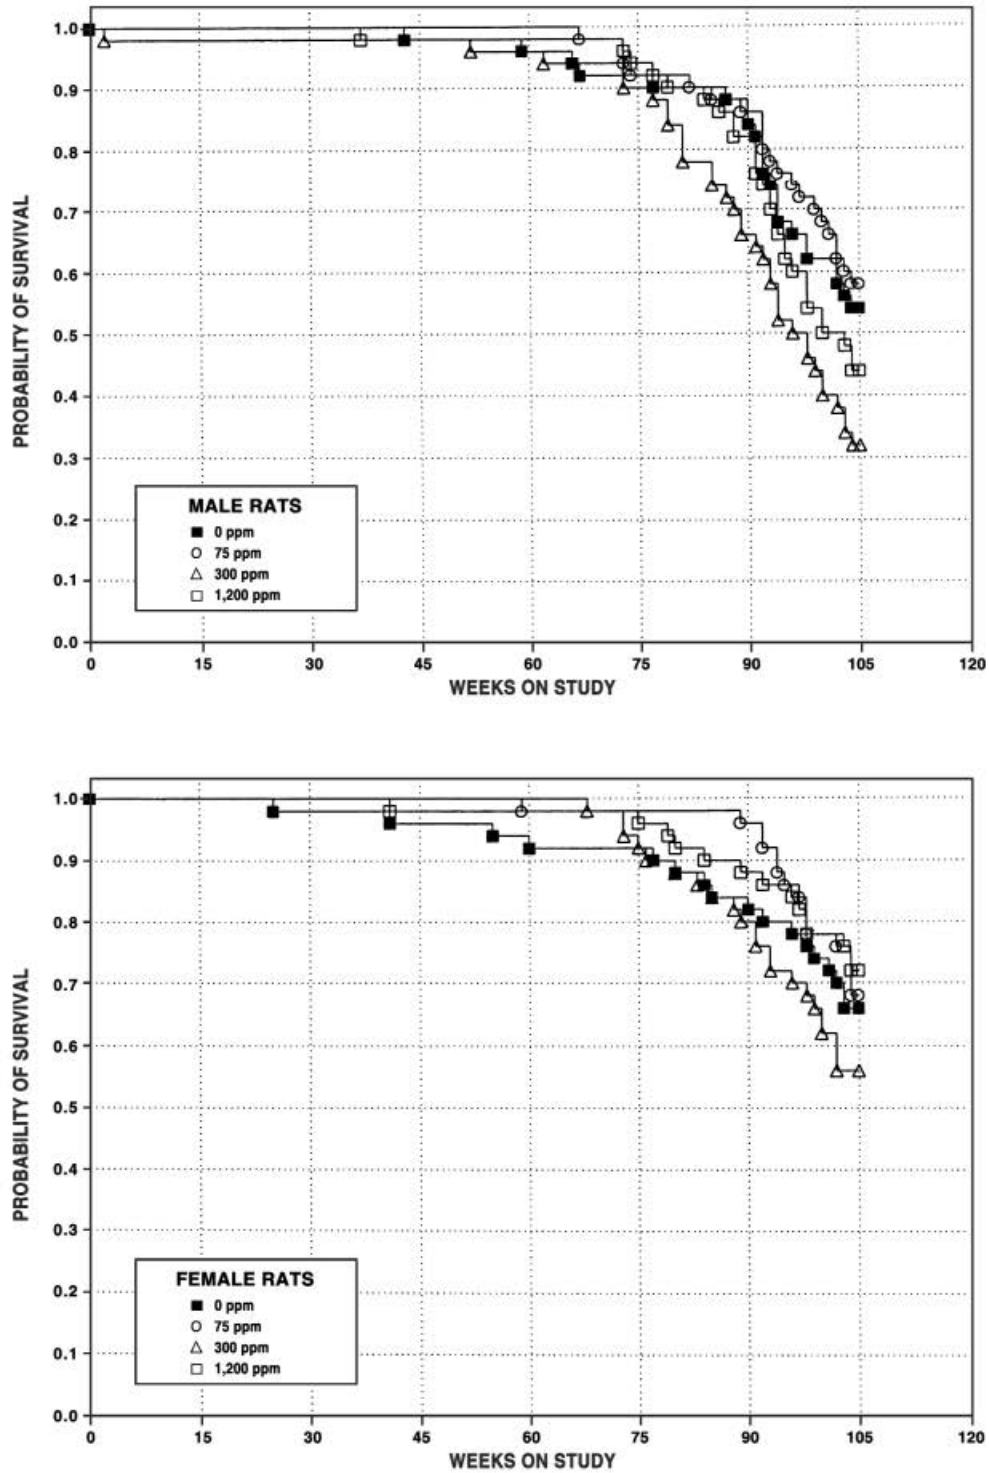 PROBABILITY OF SURVIVAL
1.0
0.9
0.8
0.7
0.6
0.5
0.4
0.3
0.2
0.1
0.0
MALE RATS
0 ppm
75 ppm
300 ppm
1,200 ppm
0 15 30 45 60 75 90 105 120
WEEKS ON STUDY
PROBABILITY OF SURVIVAL
1.0
0.9
0.8
0.7
0.6
0.5
0.4
0.3
0.2
0.1
0.0
FEMALE RATS
0 ppm
75 ppm
300 ppm
1,200 ppm
0 15 30 45 60 75 90 105 120
WEEKS ON STUDY